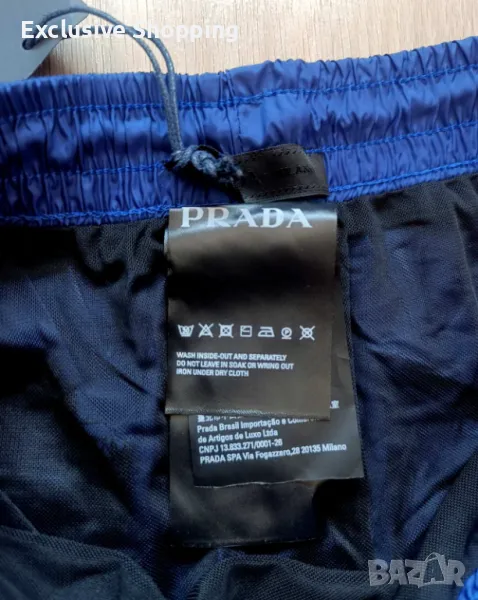 Exclusive Shopping
PRADA
WASH INSIDE-OUT AND SEPARATELY
DO NOT LEAVE IN SOAK OR WRING OUT
IRON UNDER DRY CLOTH
Prada Brasil Importação e
de Artigos de Luxo Ltda
CNPJ 13.833.271/0001-26
PRADA SPA Via Fogazzaro,28 20135 Milano
BAZAR